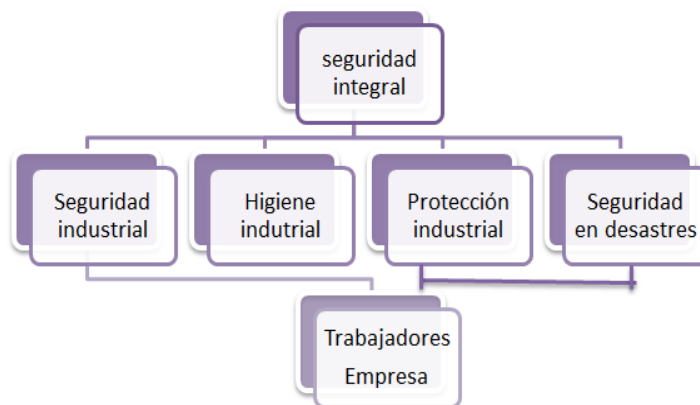 seguridad
integral
Seguridad
industrial
Higiene
indutrial
Protección
industrial
Seguridad
en desastres
Trabajadores
Empresa